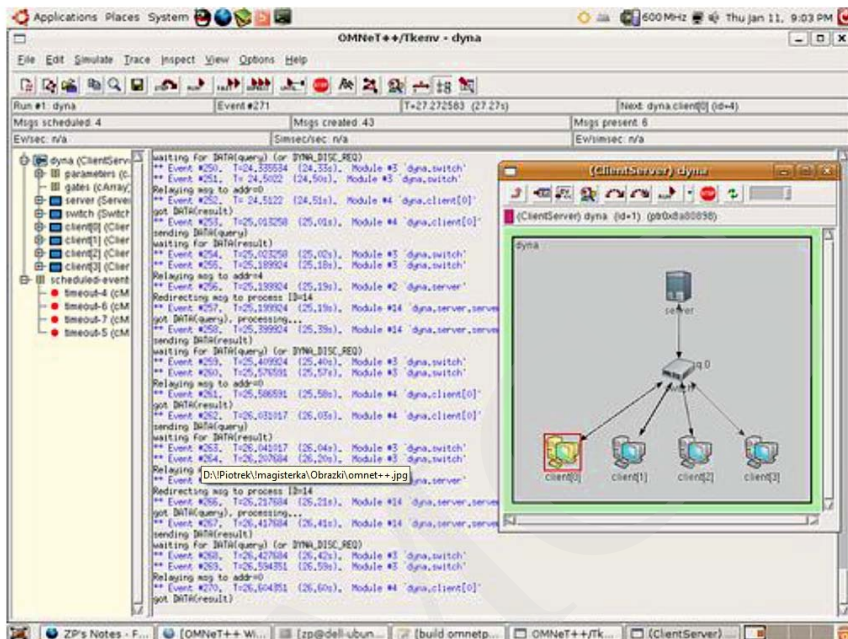 Applications Places System
600 MHz
Thu Jan 11, 9:03 PM
OMNeT++/Tkenv - dyna
File Edit Simulate Trace Inspect View Options Help
Run #1: dyna
Event #271
T=27.272583 (27.27s)
Next: dyna.client[0] (id=4)
Msgs scheduled: 4
Msgs created: 43
Msgs present: 6
Ev/sec: n/a
Simsec/sec: n/a
Ev/simsec: n/a
dyna (ClientServ
parameters (c
gates (cArray
server (Serve
switch (Switch
client[0] (Clier
client[1] (Clier
client[2] (Clier
client[3] (Clier
scheduled-event
timeout-4 (cM
timeout-6 (cM
timeout-7 (cM
timeout-5 (cM
waiting for DATA(query) (or DYNA_DISC_REQ)
** Event #250. T=24.335534 (24.33s). Module #3 `dyna.switch'
** Event #251. T= 24.5022 (24.50s). Module #3 `dyna.switch'
Relaying msg to addr=0
** Event #252. T= 24.5122 (24.51s). Module #4 `dyna.client[0]'
got DATA(result)
** Event #253. T=25.013258 (25.01s). Module #4 `dyna.client[0]'
sending DATA(query)
waiting for DATA(result)
** Event #254. T=25.023258 (25.02s). Module #3 `dyna.switch'
** Event #255. T=25.189924 (25.18s). Module #3 `dyna.switch'
Relaying msg to addr=4
** Event #256. T=25.199924 (25.19s). Module #2 `dyna.server'
Redirecting msg to process ID=14
** Event #257. T=25.199924 (25.19s). Module #14 `dyna.server.server
got DATA(query), processing...
** Event #258. T=25.399924 (25.39s). Module #14 `dyna.server.server
sending DATA(result)
waiting for DATA(query) (or DYNA_DISC_REQ)
** Event #259. T=25.409924 (25.40s). Module #3 `dyna.switch'
** Event #260. T=25.576591 (25.57s). Module #3 `dyna.switch'
Relaying msg to addr=0
** Event #261. T=25.586591 (25.58s). Module #4 `dyna.client[0]'
got DATA(result)
** Event #262. T=26.031017 (26.03s). Module #4 `dyna.client[0]'
sending DATA(query)
waiting for DATA(result)
** Event #263. T=26.041017 (26.04s). Module #3 `dyna.switch'
** Event #264. T=26.207684 (26.20s). Module #3 `dyna.switch'
Relaying
D:\!Piotrek\!magisterka\Obrazki\omnet++.jpg
** Event
dyna.server'
Redirecting msg to process ID=14
** Event #266. T=26.217684 (26.21s). Module #14 `dyna.server.server
got DATA(query), processing...
** Event #267. T=26.417684 (26.41s). Module #14 `dyna.server.server
sending DATA(result)
waiting for DATA(query) (or DYNA_DISC_REQ)
** Event #268. T=26.427684 (26.42s). Module #3 `dyna.switch'
** Event #269. T=26.594351 (26.59s). Module #3 `dyna.switch'
Relaying msg to addr=0
** Event #270. T=26.604351 (26.60s). Module #4 `dyna.client[0]'
got DATA(result)
(ClientServer) dyna
(ClientServer) dyna (id=1) (ptr0x8a80898)
dyna
server
q:0
switch
client[0] client[1] client[2] client[3]
ZP's Notes - F...
[OMNeT++ Wi...
[zp@dell-ubun...
[build omnetp...
OMNeT++/Tk...
(ClientServer) ...